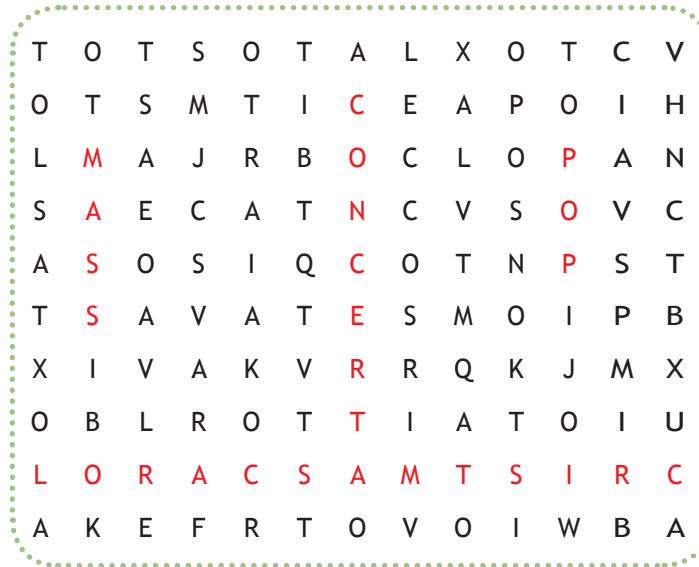 T O T S O T A L X O T C V
O T S M T I C E A P O I H
L M A J R B O C L O P A N
S A E C A T N C V S O V C
A S O S I Q C O T N P S T
T S A V A T E S M O I P B
X I V A K V R R Q K J M X
O B L R O T T I A T O I U
L O R A C S A M T S I R C
A K E F R T O V O I W B A